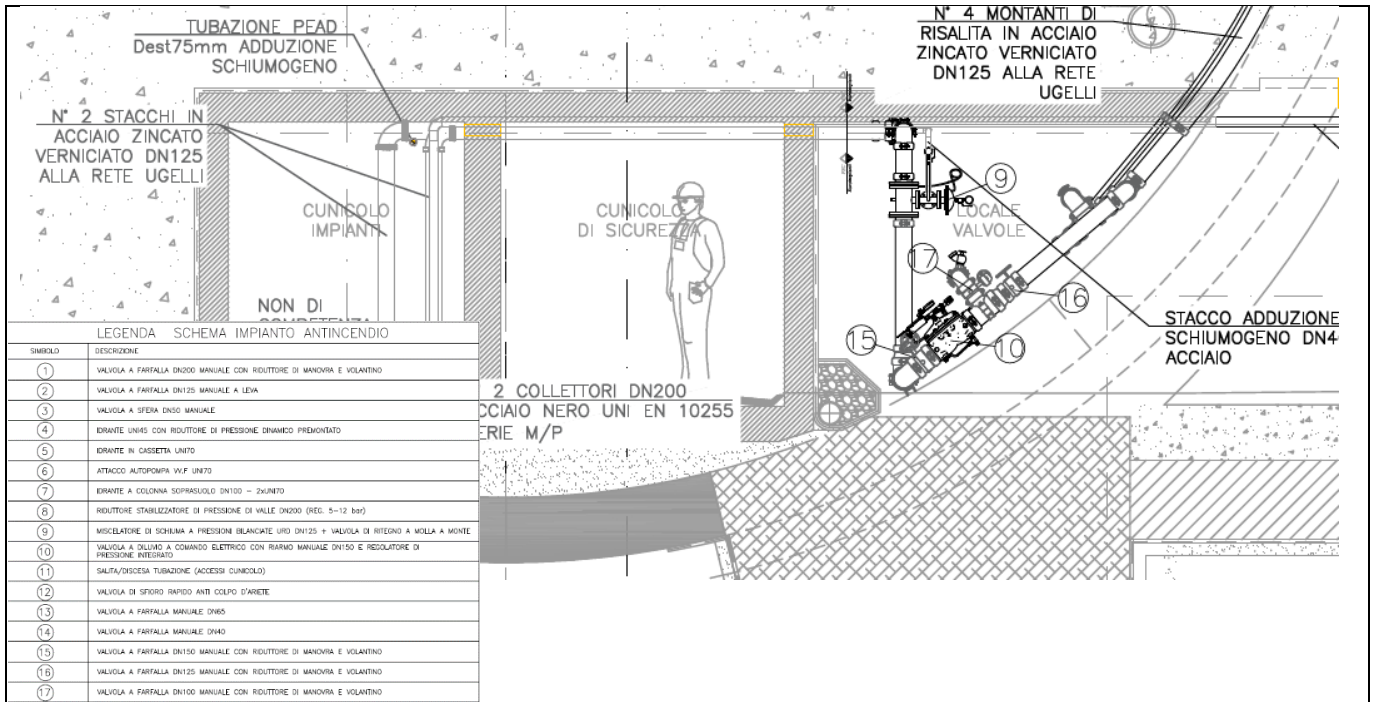 TUBAZIONE PEAD
Dest75mm ADDUZIONE
SCHIUMOGENO
N° 4 MONTANTI DI
RISALITA IN ACCIAIO
ZINCATO VERNICIATO
DN125 ALLA RETE
UGELLI
N° 2 STACCHI IN
ACCIAIO ZINCATO
VERNICIATO DN125
ALLA RETE UGELLI
CUNICOLO
IMPIANTI
CUNICOLO
DI SICUREZZA
9
LOCALE
VALVOLE
17
16
15
10
NON DI
STACCO ADDUZIONE
SCHIUMOGENO DN4
ACCIAIO
2 COLLETTORI DN200
CCIAIO NERO UNI EN 10255
ERIE M/P
LEGENDA SCHEMA IMPIANTO ANTINCENDIO
SIMBOLO DESCRIZIONE
1 VALVOLA A FARFALLA DN200 MANUALE CON RIDUTTORE DI MANOVRA E VOLANTINO
2 VALVOLA A FARFALLA DN125 MANUALE A LEVA
3 VALVOLA A SFERA DN50 MANUALE
4 IDRANTE UNI45 CON RIDUTTORE DI PRESSIONE DINAMICO PREMONTATO
5 IDRANTE IN CASSETTA UNI70
6 ATTACCO AUTOPOMPA VV.F UNI70
7 IDRANTE A COLONNA SOPRASUOLO DN100 - 2xUNI70
8 RIDUTTORE STABILIZZATORE DI PRESSIONE DI VALLE DN200 (REG. 5-12 bar)
9 MISCELATORE DI SCHIUMA A PRESSIONI BILANCIATE URD DN125 + VALVOLA DI RITEGNO A MOLLA A MONTE
10 VALVOLA A DILUVIO A COMANDO ELETTRICO CON RIARMO MANUALE DN150 E REGOLATORE DI
PRESSIONE INTEGRATO
11 SALITA/DISCESA TUBAZIONE (ACCESSI CUNICOLO)
12 VALVOLA DI SFIORO RAPIDO ANTI COLPO D'ARIETE
13 VALVOLA A FARFALLA MANUALE DN65
14 VALVOLA A FARFALLA MANUALE DN40
15 VALVOLA A FARFALLA DN150 MANUALE CON RIDUTTORE DI MANOVRA E VOLANTINO
16 VALVOLA A FARFALLA DN125 MANUALE CON RIDUTTORE DI MANOVRA E VOLANTINO
17 VALVOLA A FARFALLA DN100 MANUALE CON RIDUTTORE DI MANOVRA E VOLANTINO